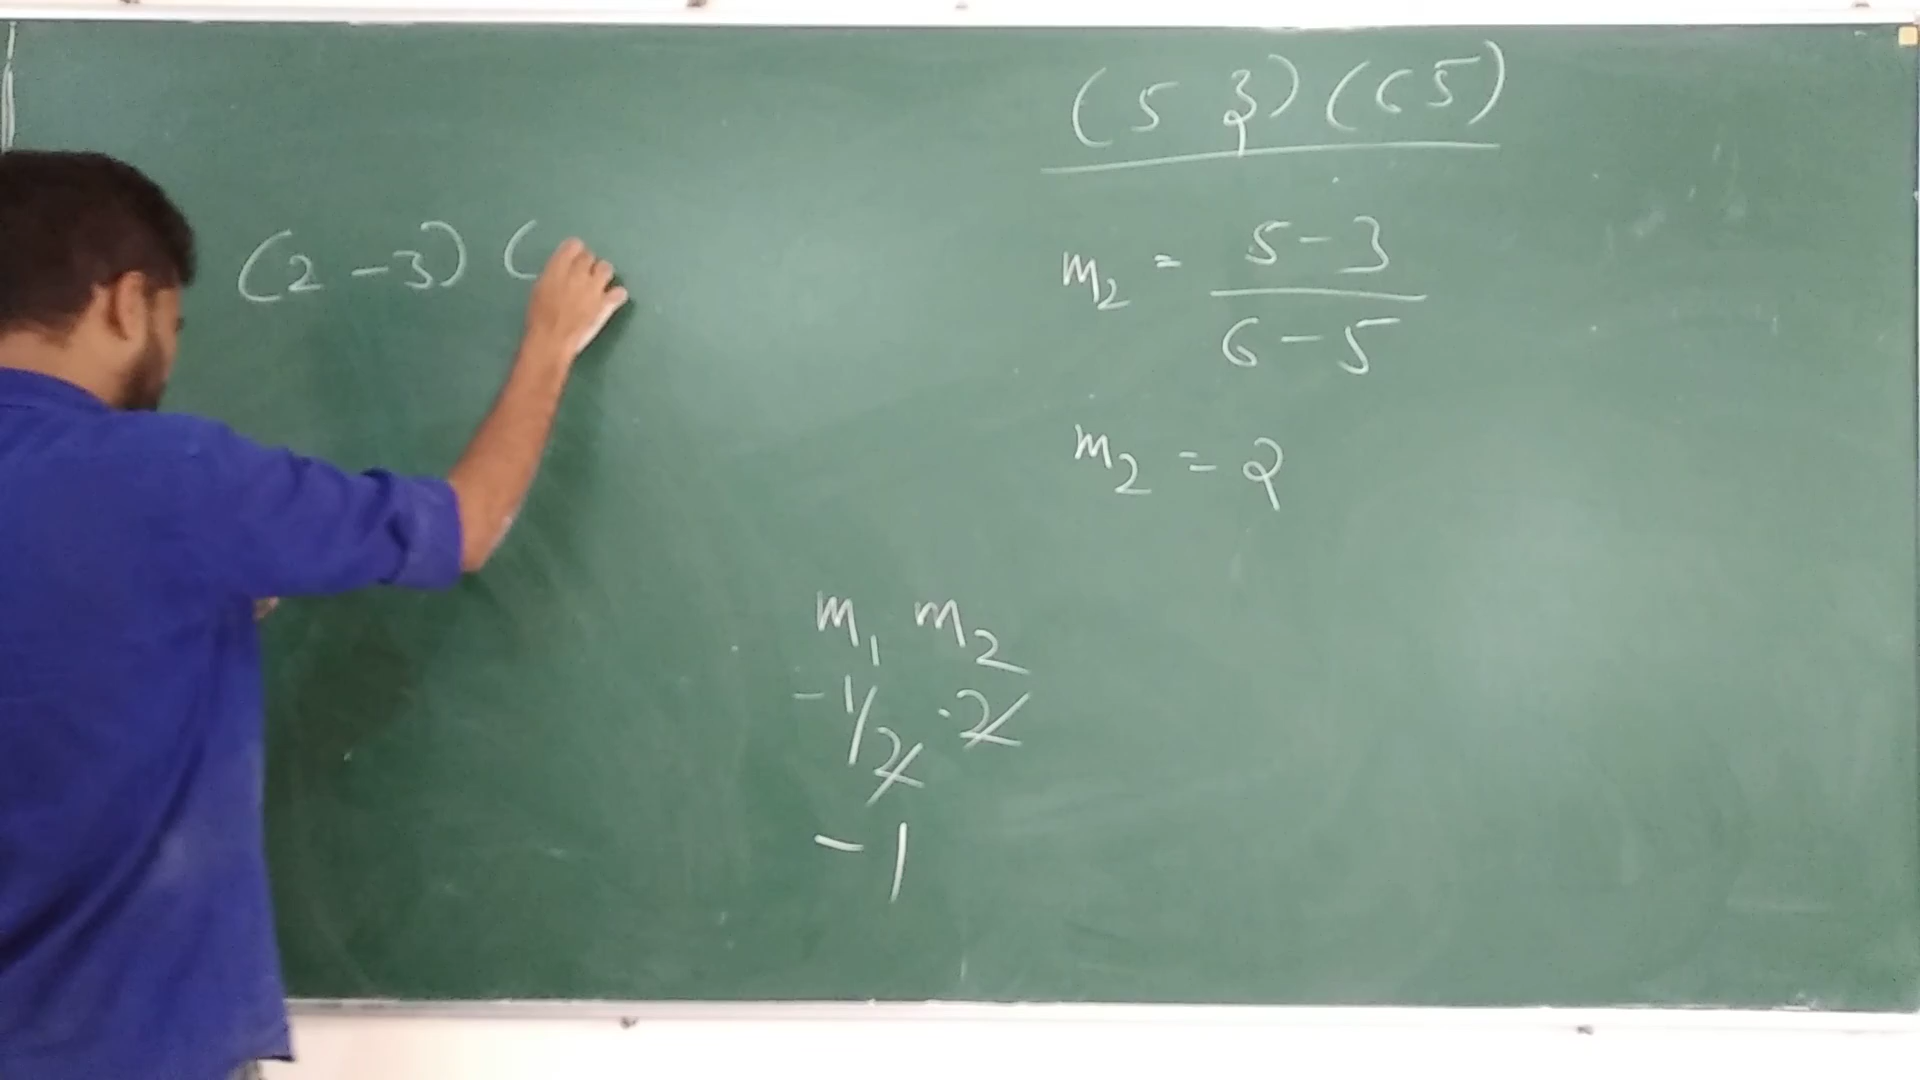 (5 3) (6 5)
(2 -3) (
m₂ = 5-3 / 6-5
m₂ = 2
m₁ m₂
-1/2 · 2
-1